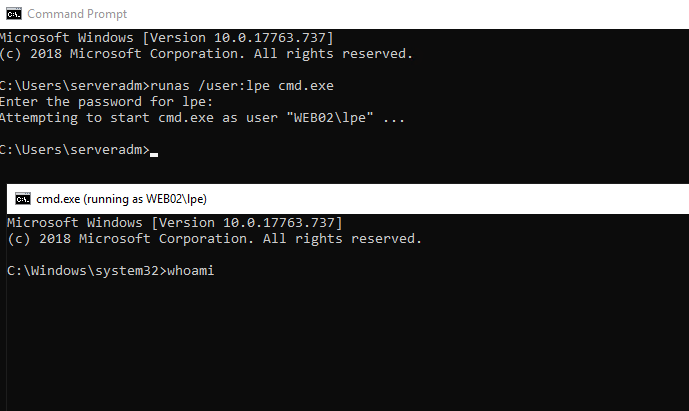 Command Prompt
Microsoft Windows [Version 10.0.17763.737]
(c) 2018 Microsoft Corporation. All rights reserved.
C:\Users\serveradm>runas /user:lpe cmd.exe
Enter the password for lpe:
Attempting to start cmd.exe as user "WEB02\lpe" ...
C:\Users\serveradm>
cmd.exe (running as WEB02\lpe)
Microsoft Windows [Version 10.0.17763.737]
(c) 2018 Microsoft Corporation. All rights reserved.
C:\Windows\system32>whoami